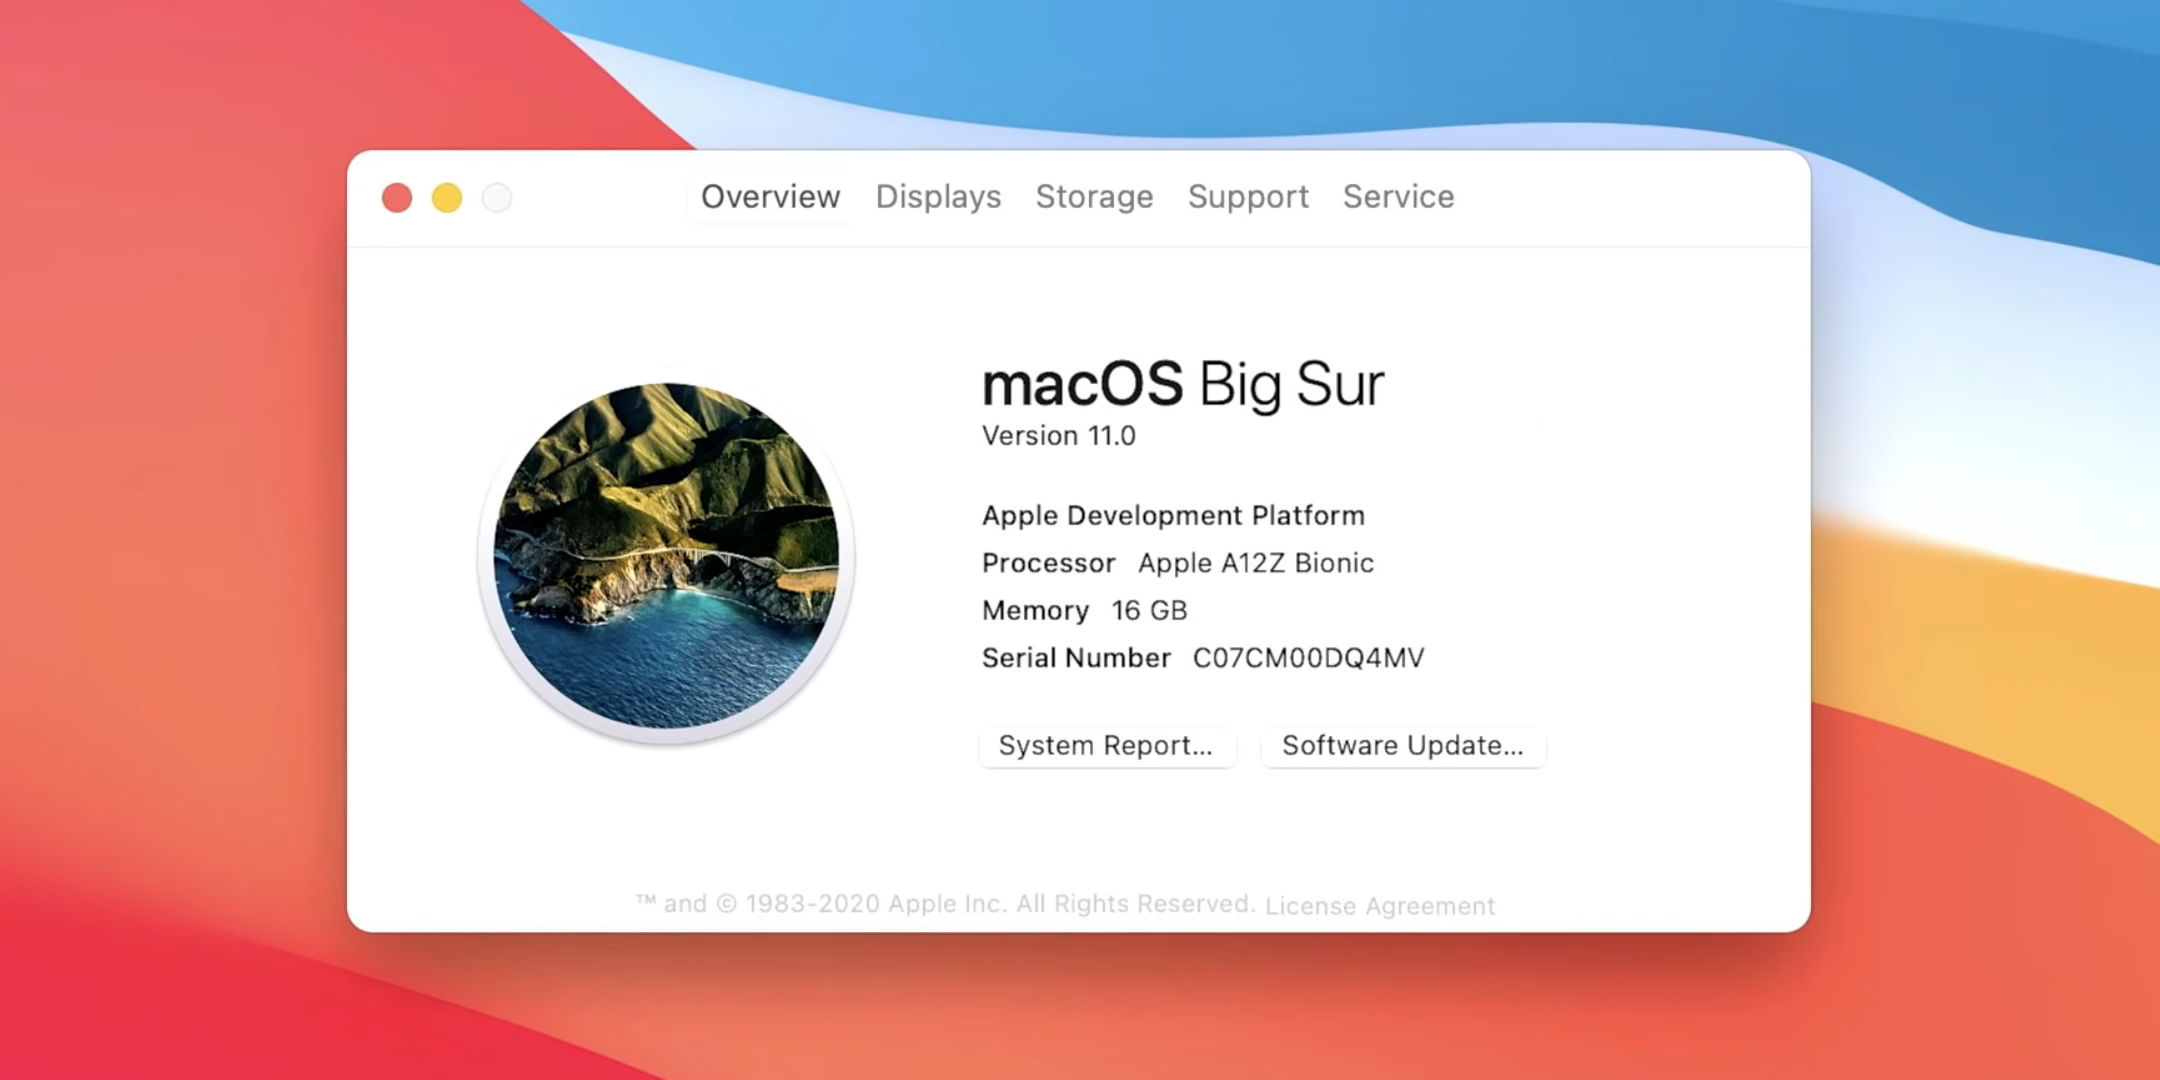 Overview Displays Storage Support Service
macOS Big Sur
Version 11.0
Apple Development Platform
Processor Apple A12Z Bionic
Memory 16 GB
Serial Number C07CM00DQ4MV
System Report... Software Update...
™ and © 1983-2020 Apple Inc. All Rights Reserved. License Agreement